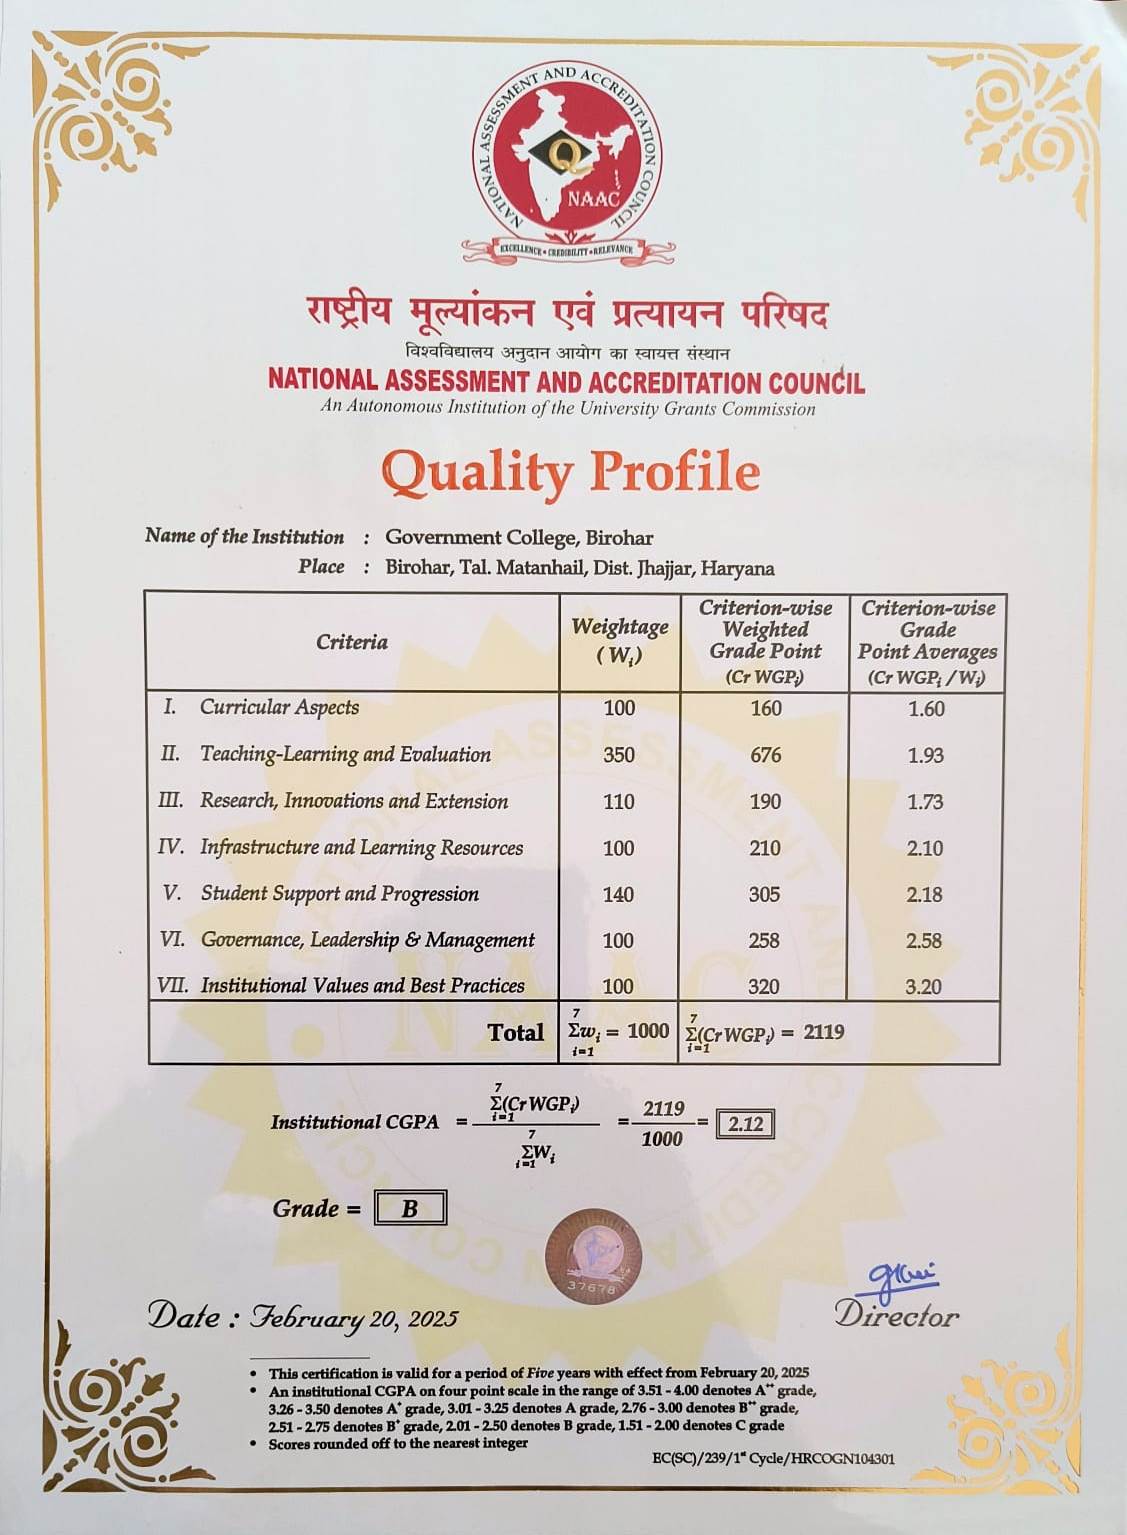 NATIONAL ASSESSMENT AND ACCREDITATION COUNCIL
Q
NAAC
EXCELLENCE • CREDIBILITY • RELEVANCE
राष्ट्रीय मूल्यांकन एवं प्रत्यायन परिषद
विश्वविद्यालय अनुदान आयोग का स्वायत्त संस्थान
NATIONAL ASSESSMENT AND ACCREDITATION COUNCIL
An Autonomous Institution of the University Grants Commission
Quality Profile
Name of the Institution : Government College, Birohar
Place : Birohar, Tal. Matanhail, Dist. Jhajjar, Haryana
Criteria Weightage (Wi) Criterion-wise Weighted Grade Point (Cr WGPi) Criterion-wise Grade Point Averages (Cr WGPi / Wi)
I. Curricular Aspects 100 160 1.60
II. Teaching-Learning and Evaluation 350 676 1.93
III. Research, Innovations and Extension 110 190 1.73
IV. Infrastructure and Learning Resources 100 210 2.10
V. Student Support and Progression 140 305 2.18
VI. Governance, Leadership & Management 100 258 2.58
VII. Institutional Values and Best Practices 100 320 3.20
Total 7 Σwi i=1 = 1000 7 Σ(Cr WGPi) i=1 = 2119
Institutional CGPA = 7 Σ(Cr WGPi) i=1 / 7 ΣWi i=1 = 2119 / 1000 = 2.12
Grade = B
37678
Date : February 20, 2025
Director
• This certification is valid for a period of Five years with effect from February 20, 2025
• An institutional CGPA on four point scale in the range of 3.51 - 4.00 denotes A⁺⁺ grade,
3.26 - 3.50 denotes A⁺ grade, 3.01 - 3.25 denotes A grade, 2.76 - 3.00 denotes B⁺⁺ grade,
2.51 - 2.75 denotes B⁺ grade, 2.01 - 2.50 denotes B grade, 1.51 - 2.00 denotes C grade
• Scores rounded off to the nearest integer
EC(SC)/239/1st Cycle/HRCOGN104301